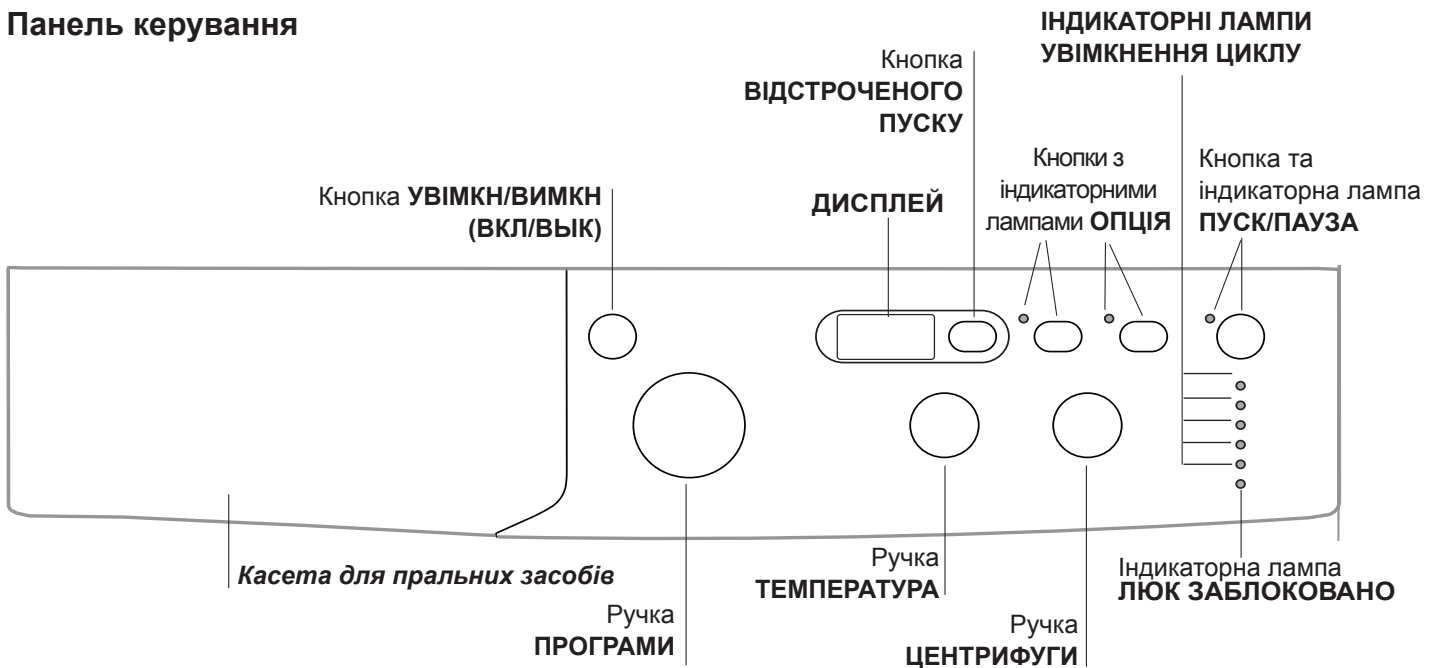 Панель керування
ІНДИКАТОРНІ ЛАМПИ
УВІМКНЕННЯ ЦИКЛУ
Кнопка
ВІДСТРОЧЕНОГО
ПУСКУ
Кнопка УВІМКН/ВИМКН
(ВКЛ/ВЫК)
ДИСПЛЕЙ
Кнопки з
індикаторними
лампами ОПЦІЯ
Кнопка та
індикаторна лампа
ПУСК/ПАУЗА
Касета для пральних засобів
Ручка
ПРОГРАМИ
Ручка
ТЕМПЕРАТУРА
Ручка
ЦЕНТРИФУГИ
Індикаторна лампа
ЛЮК ЗАБЛОКОВАНО